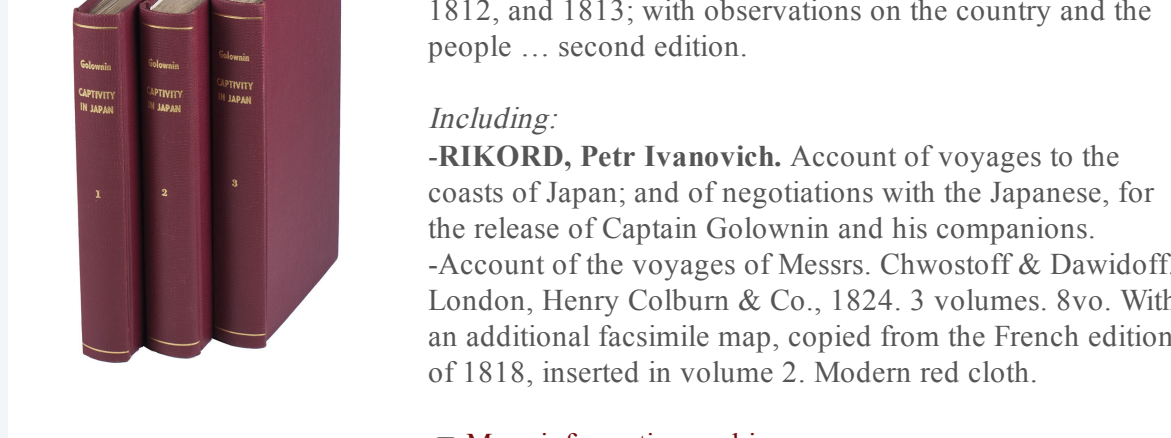 Golownin
CAPTIVITY
IN JAPAN
1
Golownin
CAPTIVITY
IN JAPAN
2
Golownin
CAPTIVITY
IN JAPAN
3
1812, and 1813; with observations on the country and the
people … second edition.
Including:
-RIKORD, Petr Ivanovich. Account of voyages to the
coasts of Japan; and of negotiations with the Japanese, for
the release of Captain Golownin and his companions.
-Account of the voyages of Messrs. Chwostoff & Dawidoff.
London, Henry Colburn & Co., 1824. 3 volumes. 8vo. With
an additional facsimile map, copied from the French edition
of 1818, inserted in volume 2. Modern red cloth.